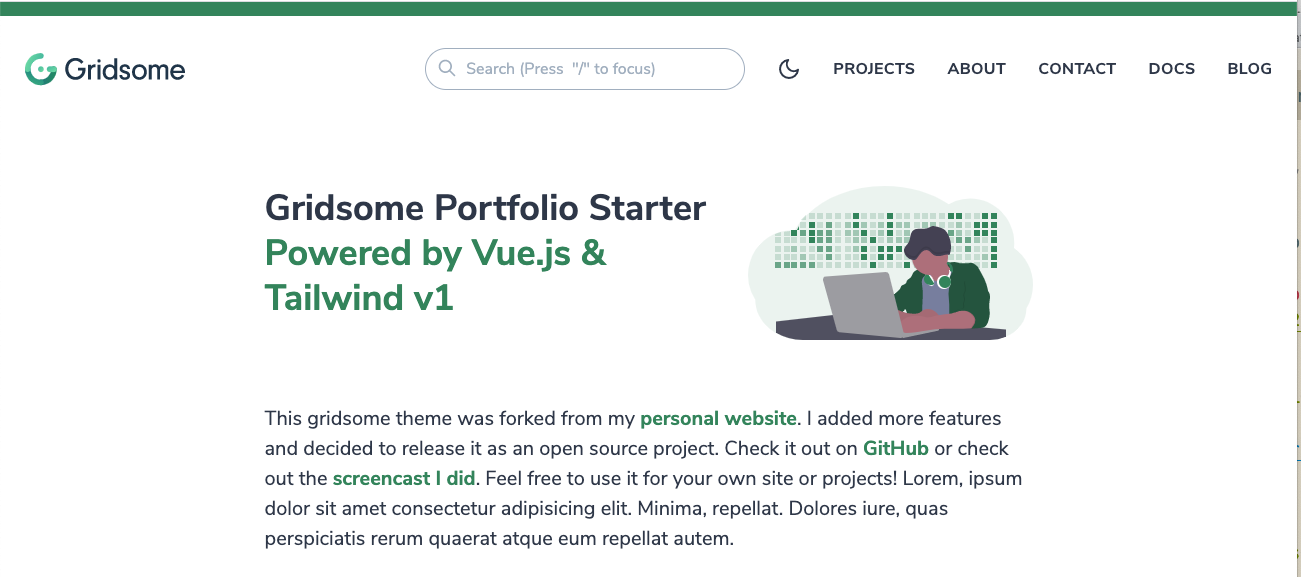 Gridsome
Search (Press "/" to focus)
PROJECTS
ABOUT
CONTACT
DOCS
BLOG
Gridsome Portfolio Starter
Powered by Vue.js &
Tailwind v1
This gridsome theme was forked from my personal website. I added more features
and decided to release it as an open source project. Check it out on GitHub or check
out the screencast I did. Feel free to use it for your own site or projects! Lorem, ipsum
dolor sit amet consectetur adipisicing elit. Minima, repellat. Dolores iure, quas
perspiciatis rerum quaerat atque eum repellat autem.